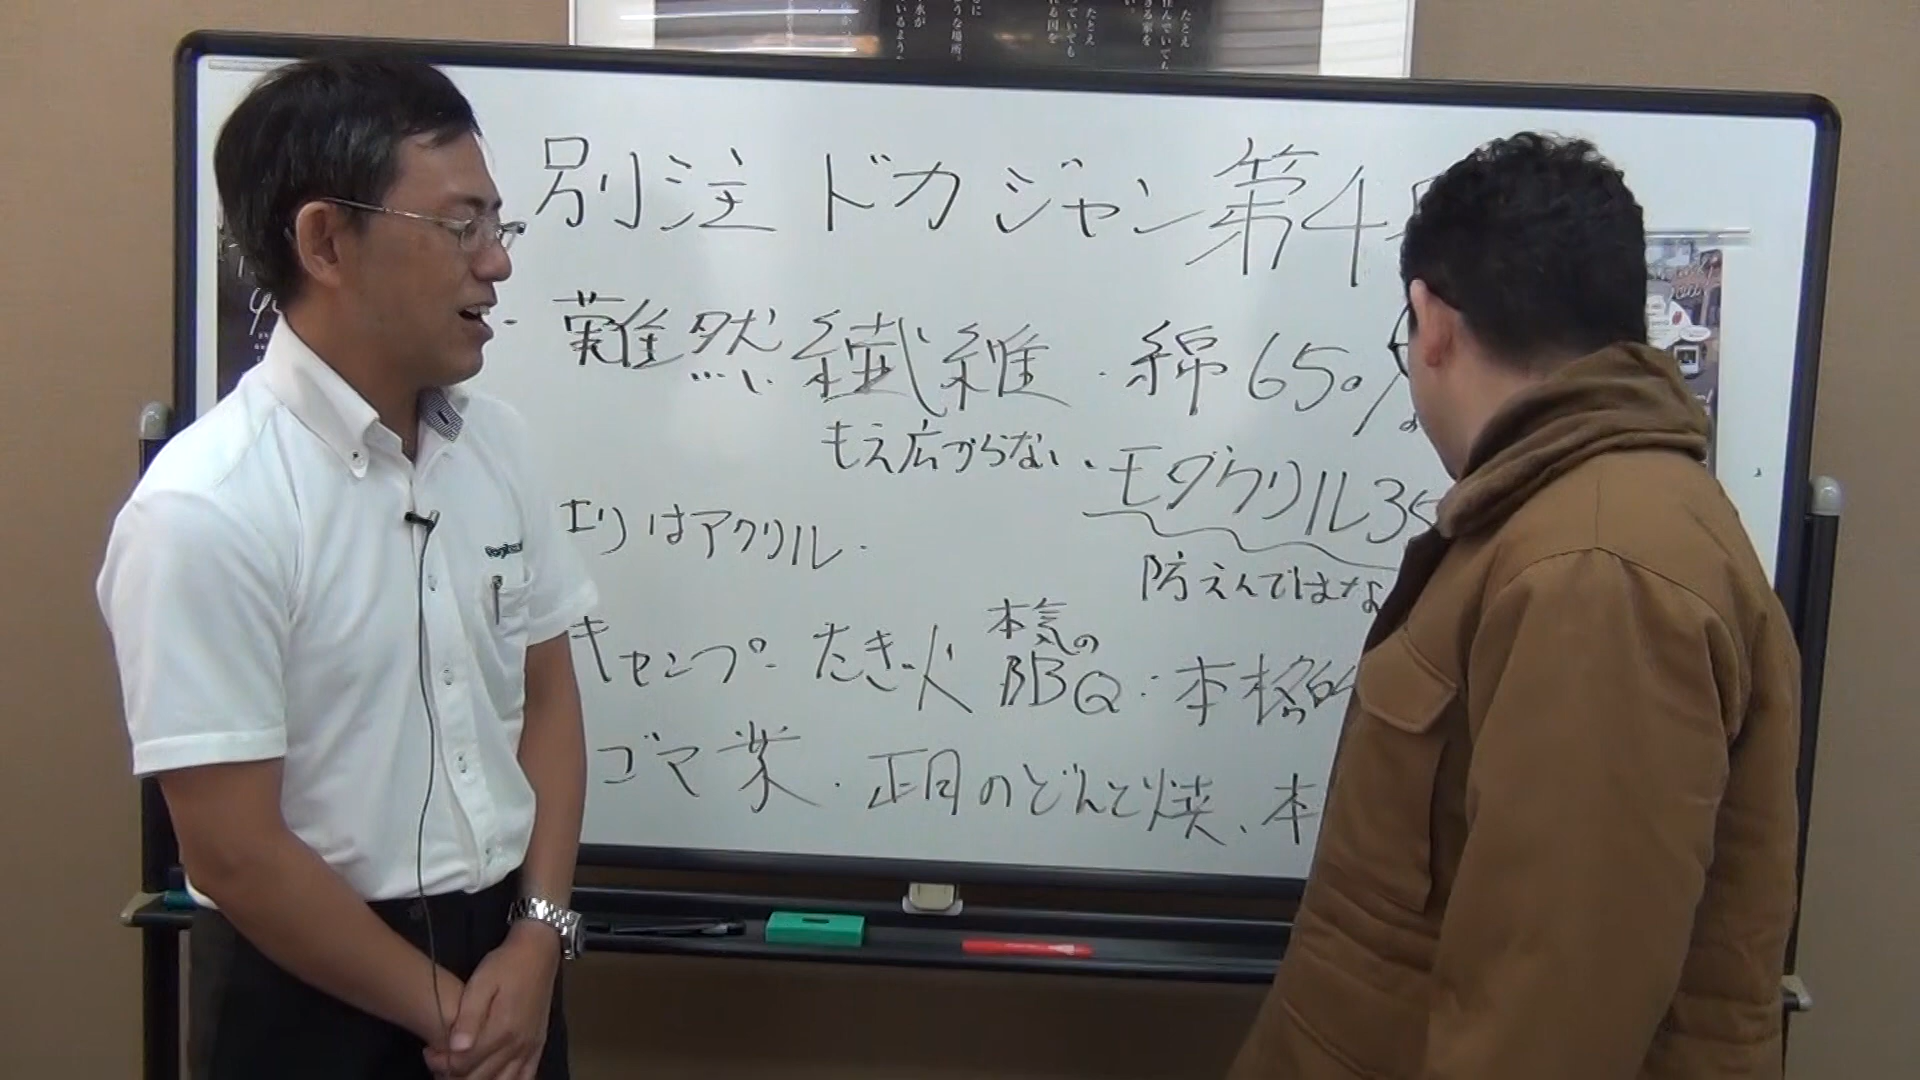 別注 ドカジャン 第4
・難然繊維・綿65%
もえ広がらない、モダクリル35
エリはアクリル.
防えんではな
キャンプ たき火 本気のBBQ 本格的
ゴマ業・正月のどんと焼、本